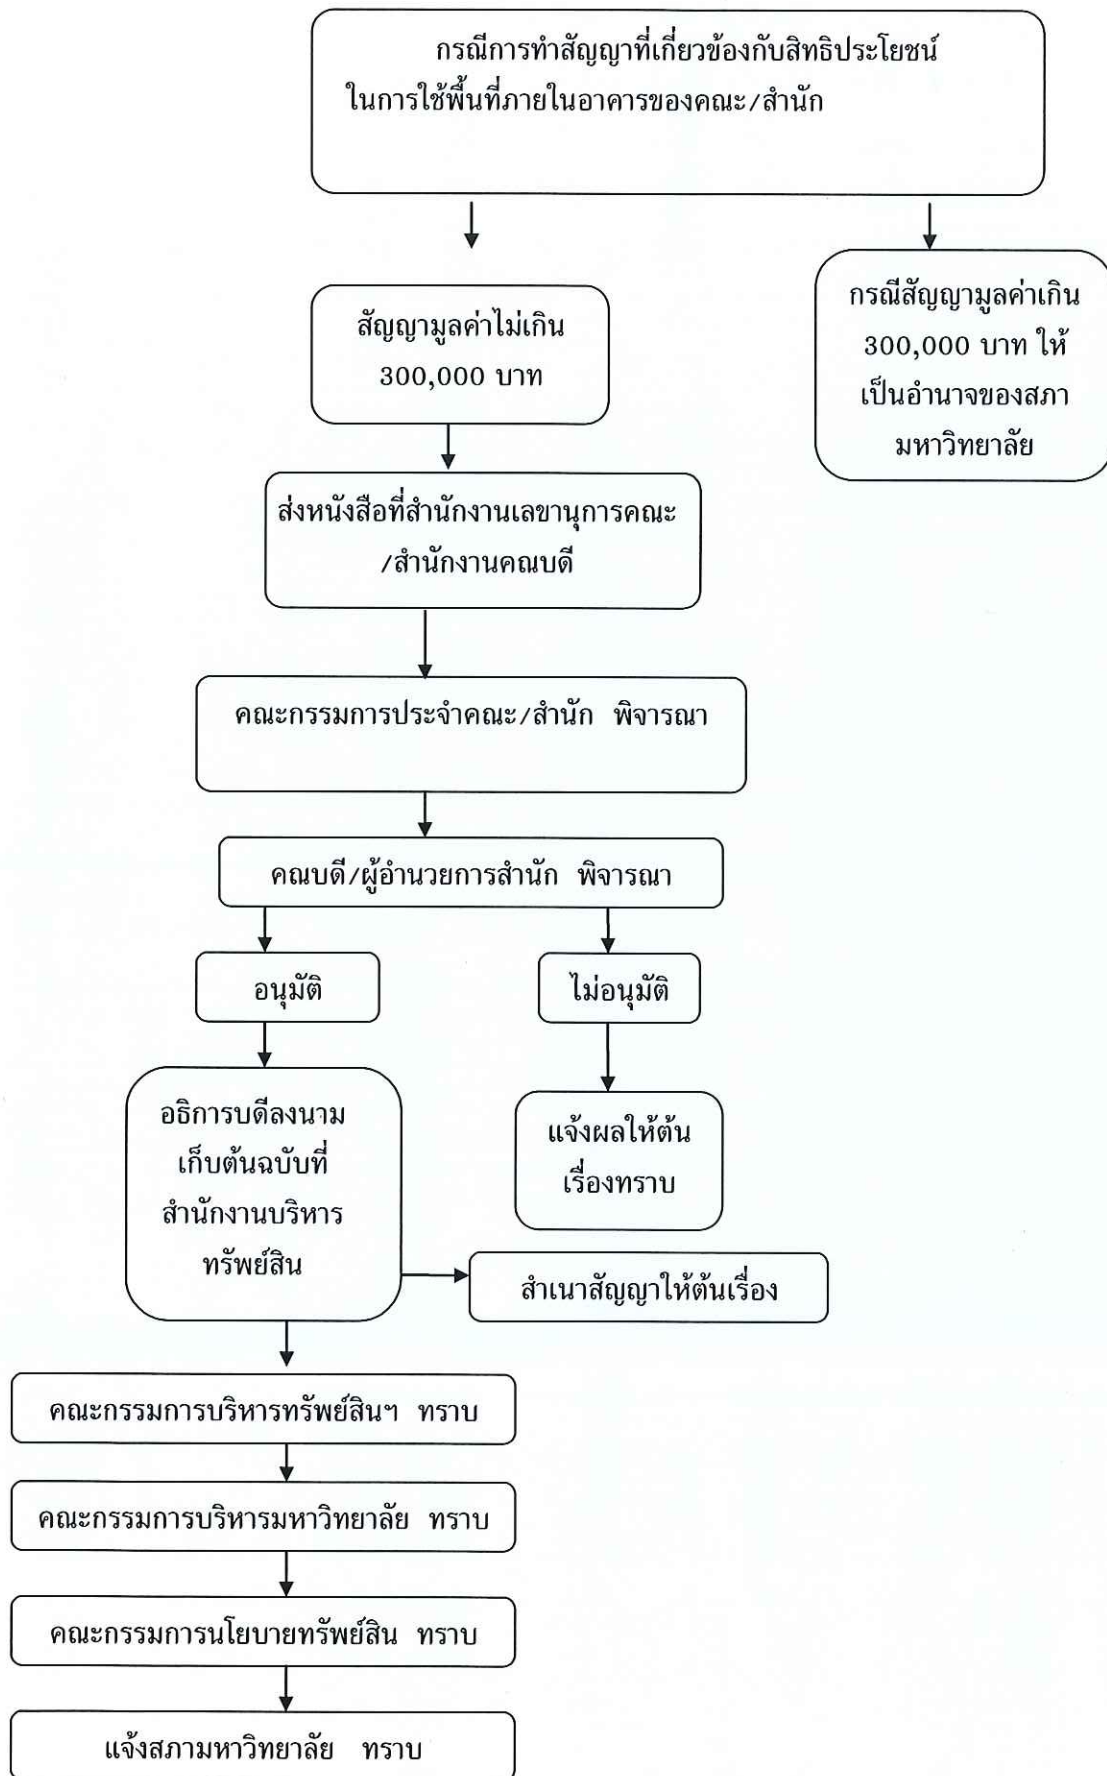 กรณีการทำสัญญาที่เกี่ยวข้องกับสิทธิประโยชน์
ในการใช้พื้นที่ภายในอาคารของคณะ/สำนัก
สัญญามูลค่าไม่เกิน
300,000 บาท
กรณีสัญญามูลค่าเกิน
300,000 บาท ให้
เป็นอำนาจของสภา
มหาวิทยาลัย
ส่งหนังสือที่สำนักงานเลขานุการคณะ
/สำนักงานคณบดี
คณะกรรมการประจำคณะ/สำนัก พิจารณา
คณบดี/ผู้อำนวยการสำนัก พิจารณา
อนุมัติ
ไม่อนุมัติ
อธิการบดีลงนาม
เก็บต้นฉบับที่
สำนักงานบริหาร
ทรัพย์สิน
แจ้งผลให้ต้น
เรื่องทราบ
สำเนาสัญญาให้ต้นเรื่อง
คณะกรรมการบริหารทรัพย์สินฯ ทราบ
คณะกรรมการบริหารมหาวิทยาลัย ทราบ
คณะกรรมการนโยบายทรัพย์สิน ทราบ
แจ้งสภามหาวิทยาลัย ทราบ